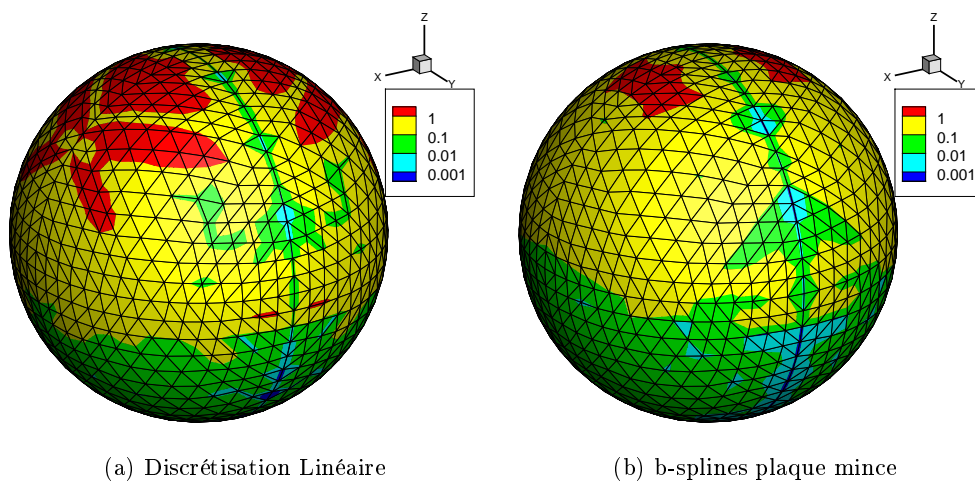 Z
X
Y
1
0.1
0.01
0.001
Z
X
Y
1
0.1
0.01
0.001
(a) Discrétisation Linéaire
(b) b-splines plaque mince